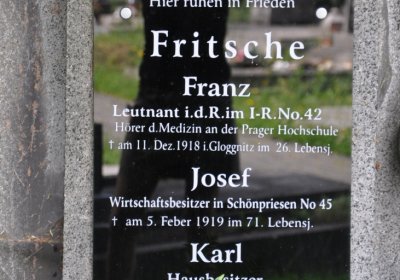 Hier ruhen in Frieden
Fritsche
Franz
Leutnant i.d.R.im I-R.No.42
Hörer d.Medizin an der Prager Hochschule
† am 11. Dez.1918 i.Gloggnitz im 26. Lebensj.
Josef
Wirtschaftsbesitzer in Schönpriesen No 45
† am 5. Feber 1919 im 71. Lebensj.
Karl
Hausbesitzer